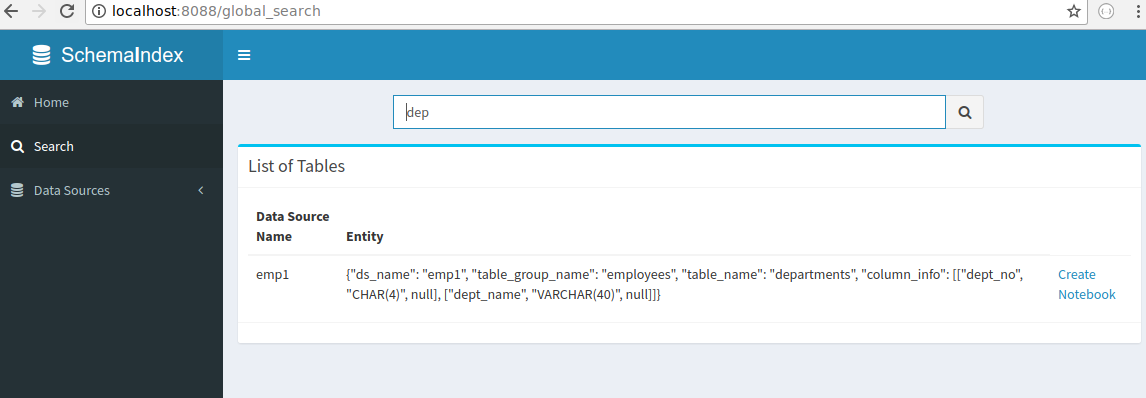 localhost:8088/global_search
SchemaIndex
Home
dep
Search
List of Tables
Data Sources
Data Source
Name
Entity
emp1
{"ds_name": "emp1", "table_group_name": "employees", "table_name": "departments", "column_info": [["dept_no",
"CHAR(4)", null], ["dept_name", "VARCHAR(40)", null]]}
Create
Notebook